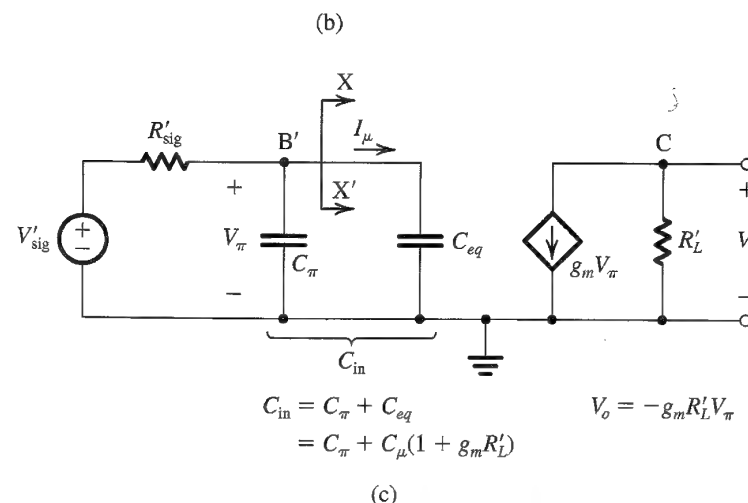 (b)
X
R′sig
B′
Iμ
C
X′
+
+
V′sig
+
−
Vπ
Cπ
Ceq
gmVπ
R′L
V
−
−
Cin
Cin = Cπ + Ceq
= Cπ + Cμ(1 + gmR′L)
Vo = −gmR′LVπ
(c)